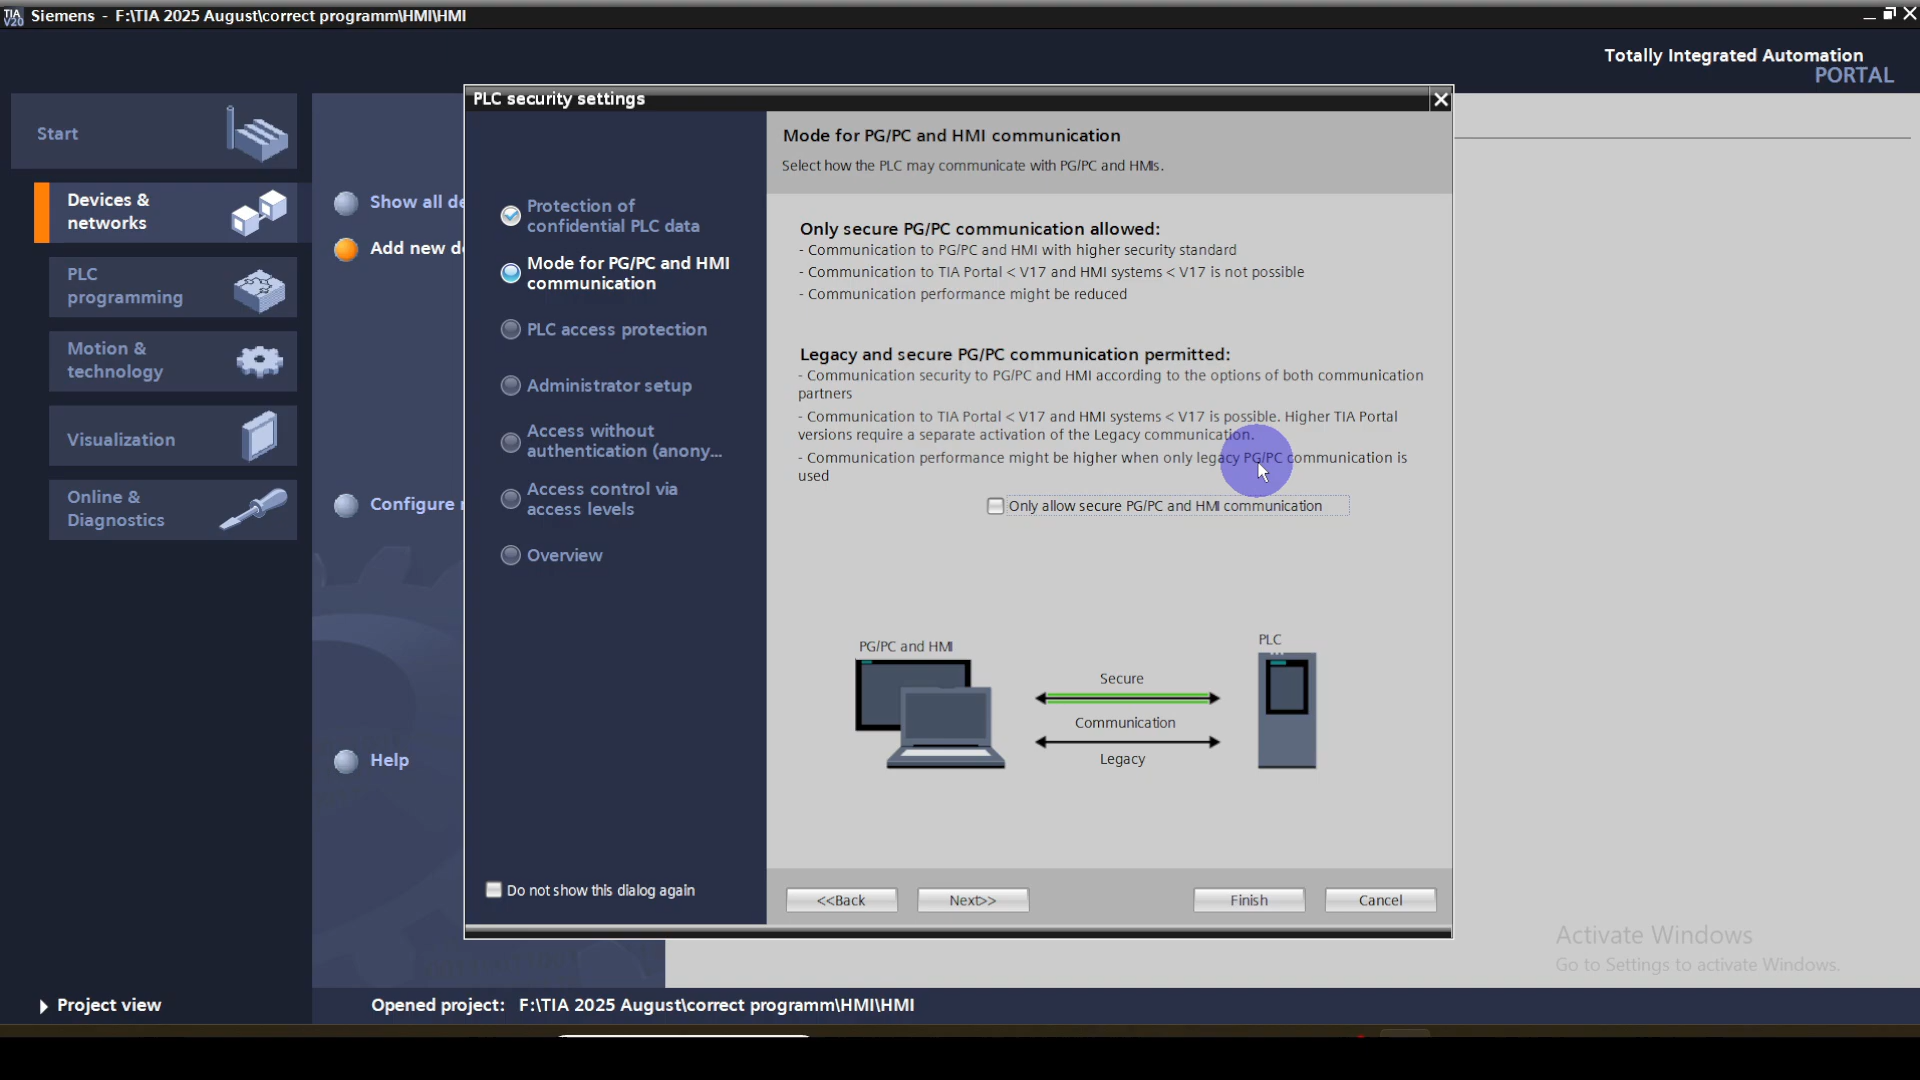 TIA
V20
Siemens - F:\TIA 2025 August\correct programm\HMI\HMI
Totally Integrated Automation
PORTAL
Start
Devices &
networks
PLC
programming
Motion &
technology
Visualization
Online &
Diagnostics
Show all de
Add new d
Configure
Help
PLC security settings
Protection of
confidential PLC data
Mode for PG/PC and HMI
communication
PLC access protection
Administrator setup
Access without
authentication (anony...
Access control via
access levels
Overview
Do not show this dialog again
Mode for PG/PC and HMI communication
Select how the PLC may communicate with PG/PC and HMIs.
Only secure PG/PC communication allowed:
- Communication to PG/PC and HMI with higher security standard
- Communication to TIA Portal < V17 and HMI systems < V17 is not possible
- Communication performance might be reduced
Legacy and secure PG/PC communication permitted:
- Communication security to PG/PC and HMI according to the options of both communication
partners
- Communication to TIA Portal < V17 and HMI systems < V17 is possible. Higher TIA Portal
versions require a separate activation of the Legacy communication.
- Communication performance might be higher when only legacy PG/PC communication is
used
Only allow secure PG/PC and HMI communication
PG/PC and HMI
PLC
Secure
Communication
Legacy
<<Back
Next>>
Finish
Cancel
Activate Windows
Go to Settings to activate Windows.
Project view
Opened project: F:\TIA 2025 August\correct programm\HMI\HMI